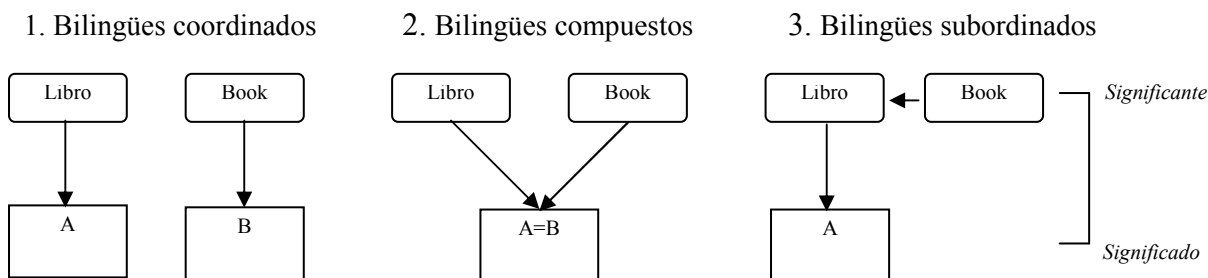 1. Bilingües coordinados
2. Bilingües compuestos
3. Bilingües subordinados
Libro Book Libro Book Libro Book Significante
A B A=B A Significado